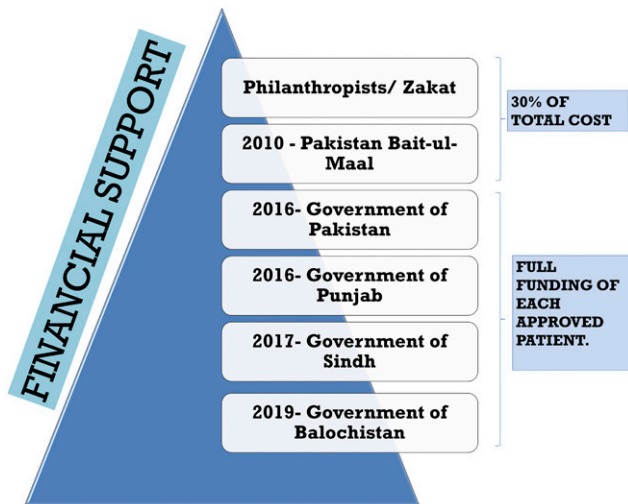 FINANCIAL SUPPORT
Philanthropists/ Zakat
2010 - Pakistan Bait-ul-
Maal
30% OF
TOTAL COST
2016- Government of
Pakistan
2016- Government of
Punjab
2017- Government of
Sindh
2019- Government of
Balochistan
FULL
FUNDING OF
EACH
APPROVED
PATIENT.